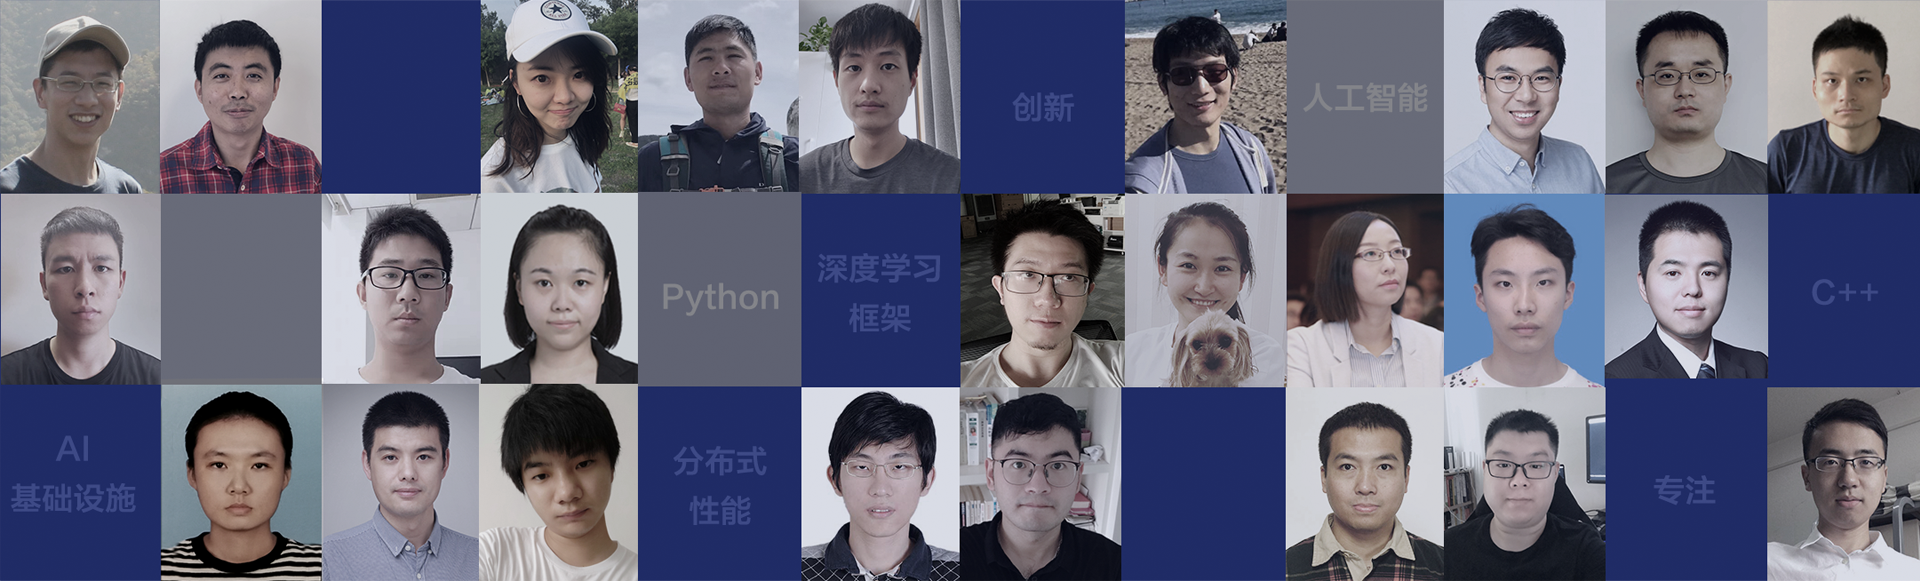 创新
人工智能
Python
深度学习
框架
C++
AI
基础设施
分布式
性能
专注